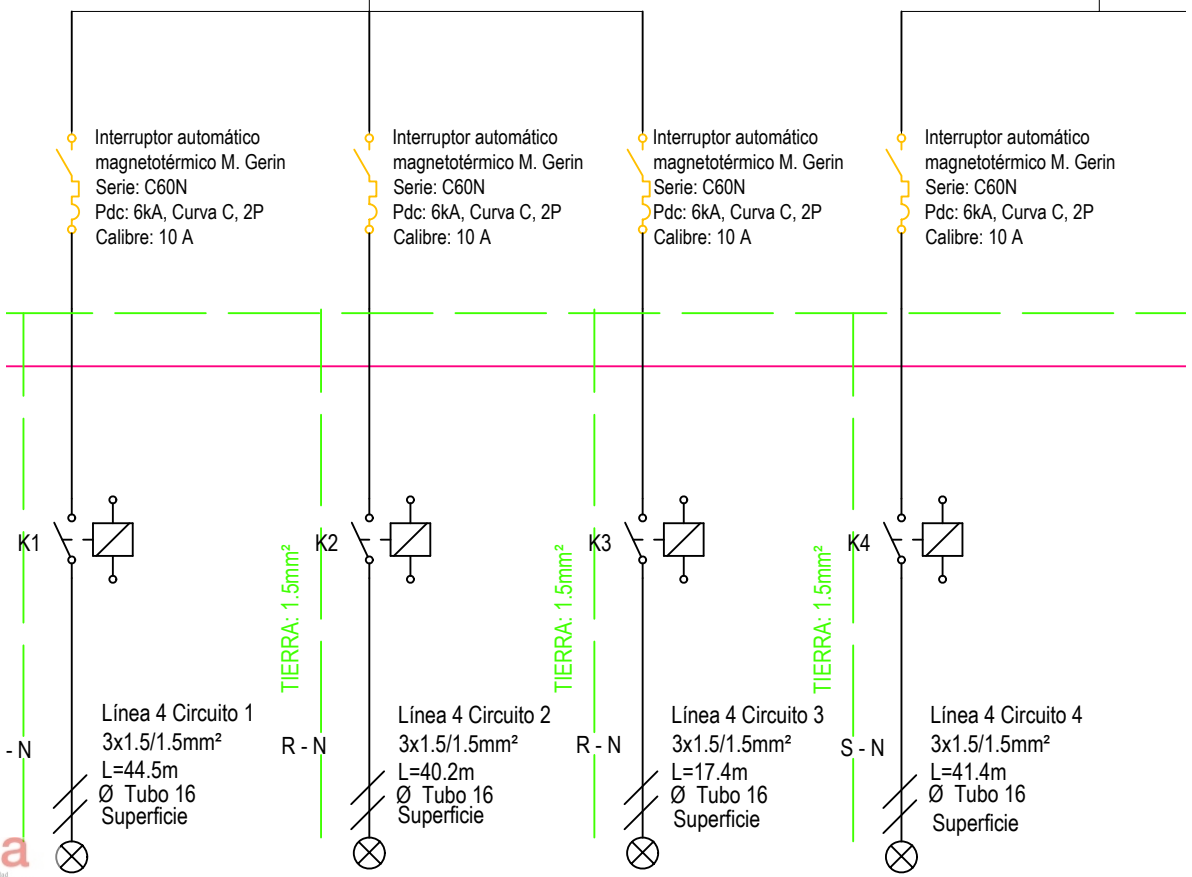 Interruptor automático
magnetotérmico M. Gerin
Serie: C60N
Pdc: 6kA, Curva C, 2P
Calibre: 10 A
Interruptor automático
magnetotérmico M. Gerin
Serie: C60N
Pdc: 6kA, Curva C, 2P
Calibre: 10 A
Interruptor automático
magnetotérmico M. Gerin
Serie: C60N
Pdc: 6kA, Curva C, 2P
Calibre: 10 A
Interruptor automático
magnetotérmico M. Gerin
Serie: C60N
Pdc: 6kA, Curva C, 2P
Calibre: 10 A
K1
K2
K3
K4
TIERRA: 1.5mm²
TIERRA: 1.5mm²
TIERRA: 1.5mm²
- N
Línea 4 Circuito 1
3x1.5/1.5mm²
L=44.5m
Ø Tubo 16
Superficie
R - N
Línea 4 Circuito 2
3x1.5/1.5mm²
L=40.2m
Ø Tubo 16
Superficie
R - N
Línea 4 Circuito 3
3x1.5/1.5mm²
L=17.4m
Ø Tubo 16
Superficie
S - N
Línea 4 Circuito 4
3x1.5/1.5mm²
L=41.4m
Ø Tubo 16
Superficie
a